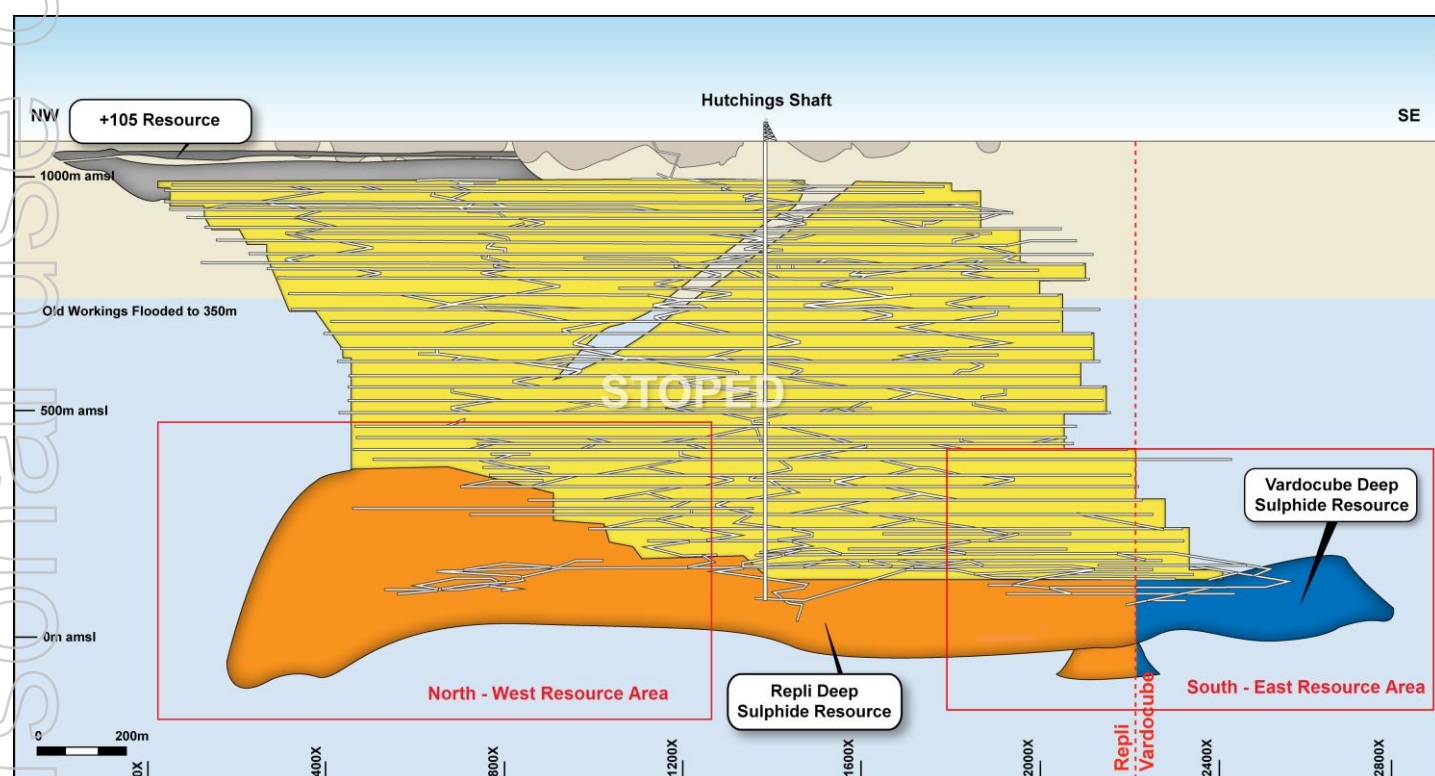 Hutchings Shaft
NW
SE
+105 Resource
1000m amsl
Old Workings Flooded to 350m
STOPED
500m amsl
Vardocube Deep
Sulphide Resource
0m amsl
North - West Resource Area
Repli Deep
Sulphide Resource
South - East Resource Area
Repli
Vardocube
0 200m
400X
800X
1200X
1600X
2000X
2400X
2800X